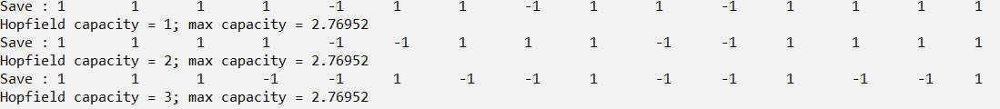 Save : 1 1 1 1 -1 1 1 -1 1 1 -1 1 1 1 1
Hopfield capacity = 1; max capacity = 2.76952
Save : 1 1 1 1 -1 -1 1 1 1 -1 -1 1 1 1 1
Hopfield capacity = 2; max capacity = 2.76952
Save : 1 1 1 -1 -1 1 -1 -1 1 -1 -1 1 -1 -1 1
Hopfield capacity = 3; max capacity = 2.76952